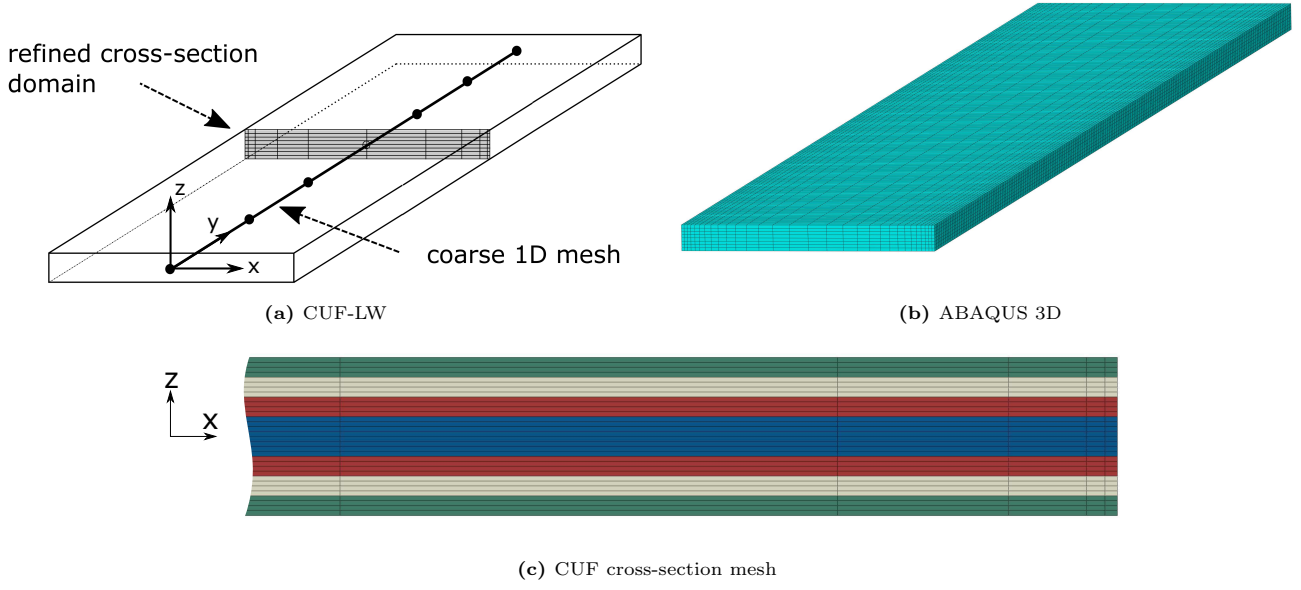 refined cross-section
domain
z
y
x
coarse 1D mesh
(a) CUF-LW
(b) ABAQUS 3D
z
x
(c) CUF cross-section mesh